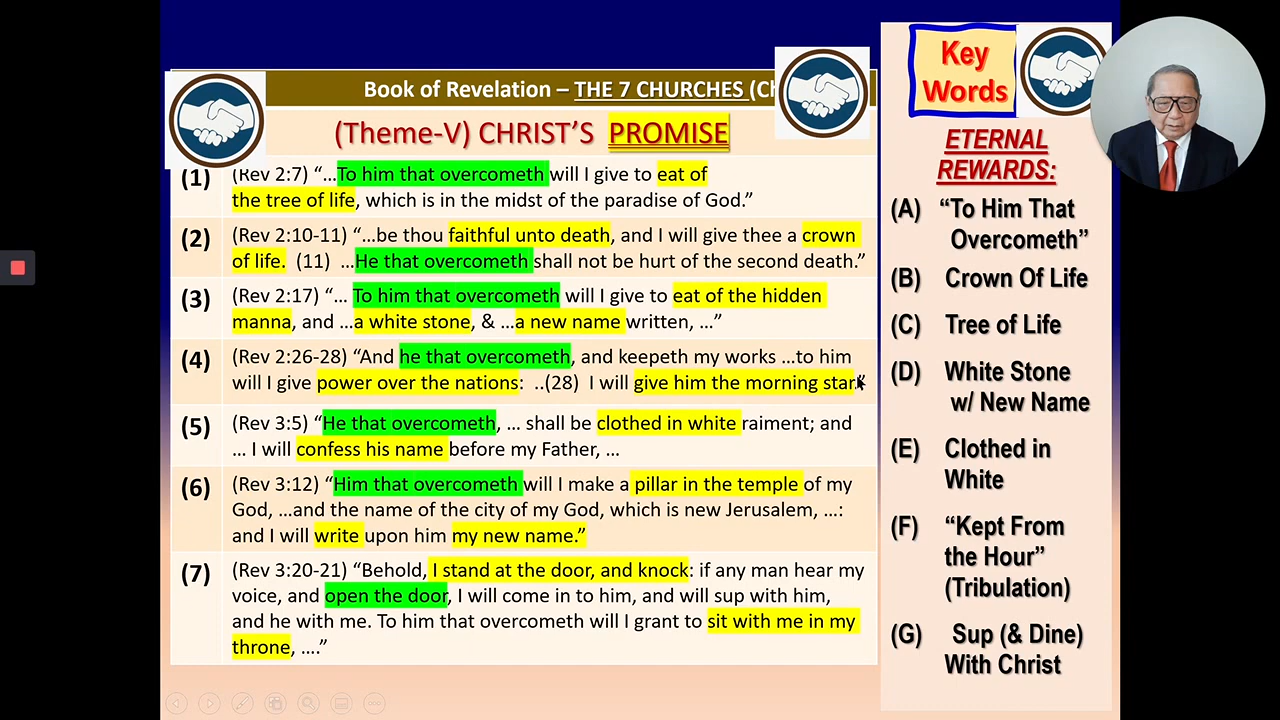 Book of Revelation – THE 7 CHURCHES
(Theme-V) CHRIST’S PROMISE
(1) (Rev 2:7) “…To him that overcometh will I give to eat of
the tree of life, which is in the midst of the paradise of God.”
(2) (Rev 2:10-11) “…be thou faithful unto death, and I will give thee a crown
of life. (11) …He that overcometh shall not be hurt of the second death.”
(3) (Rev 2:17) “… To him that overcometh will I give to eat of the hidden
manna, and …a white stone, & …a new name written, …”
(4) (Rev 2:26-28) “And he that overcometh, and keepeth my works …to him
will I give power over the nations: ..(28) I will give him the morning star.”
(5) (Rev 3:5) “He that overcometh, … shall be clothed in white raiment; and
… I will confess his name before my Father, …
(6) (Rev 3:12) “Him that overcometh will I make a pillar in the temple of my
God, …and the name of the city of my God, which is new Jerusalem, …:
and I will write upon him my new name.”
(7) (Rev 3:20-21) “Behold, I stand at the door, and knock: if any man hear my
voice, and open the door, I will come in to him, and will sup with him,
and he with me. To him that overcometh will I grant to sit with me in my
throne, ….”
Key
Words
ETERNAL
REWARDS:
(A) “To Him That
Overcometh”
(B) Crown Of Life
(C) Tree of Life
(D) White Stone
w/ New Name
(E) Clothed in
White
(F) “Kept From
the Hour”
(Tribulation)
(G) Sup (& Dine)
With Christ